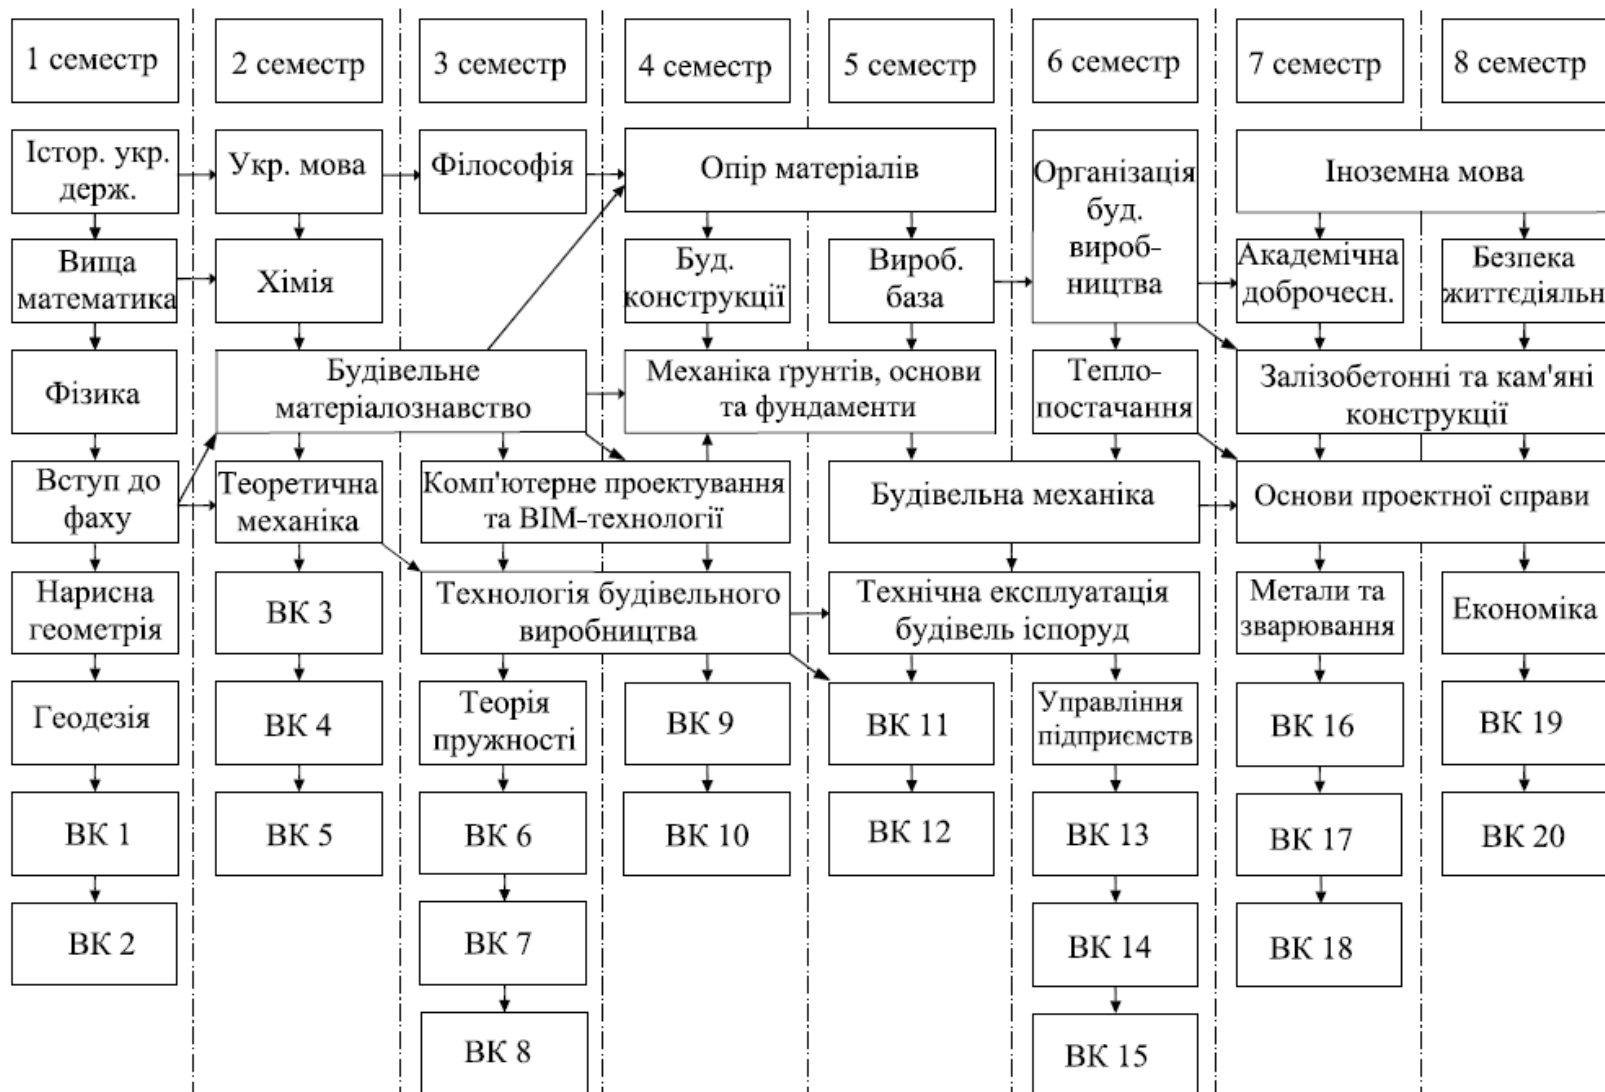 1 семестр
2 семестр
3 семестр
4 семестр
5 семестр
6 семестр
7 семестр
8 семестр
Істор. укр.
держ.
Укр. мова
Філософія
Опір матеріалів
Організація
буд.
вироб-
ництва
Іноземна мова
Вища
математика
Хімія
Буд.
конструкції
Вироб.
база
Академічна
доброчесн.
Безпека
життєдіяльн
Фізика
Будівельне
матеріалознавство
Механіка ґрунтів, основи
та фундаменти
Тепло-
постачання
Залізобетонні та кам'яні
конструкції
Вступ до
фаху
Теоретична
механіка
Комп'ютерне проектування
та BIM-технології
Будівельна механіка
Основи проектної справи
Нарисна
геометрія
ВК 3
Технологія будівельного
виробництва
Технічна експлуатація
будівель іспоруд
Метали та
зварювання
Економіка
Геодезія
ВК 4
Теорія
пружності
ВК 9
ВК 11
Управління
підприємств
ВК 16
ВК 19
ВК 1
ВК 5
ВК 6
ВК 10
ВК 12
ВК 13
ВК 17
ВК 20
ВК 2
ВК 7
ВК 14
ВК 18
ВК 8
ВК 15